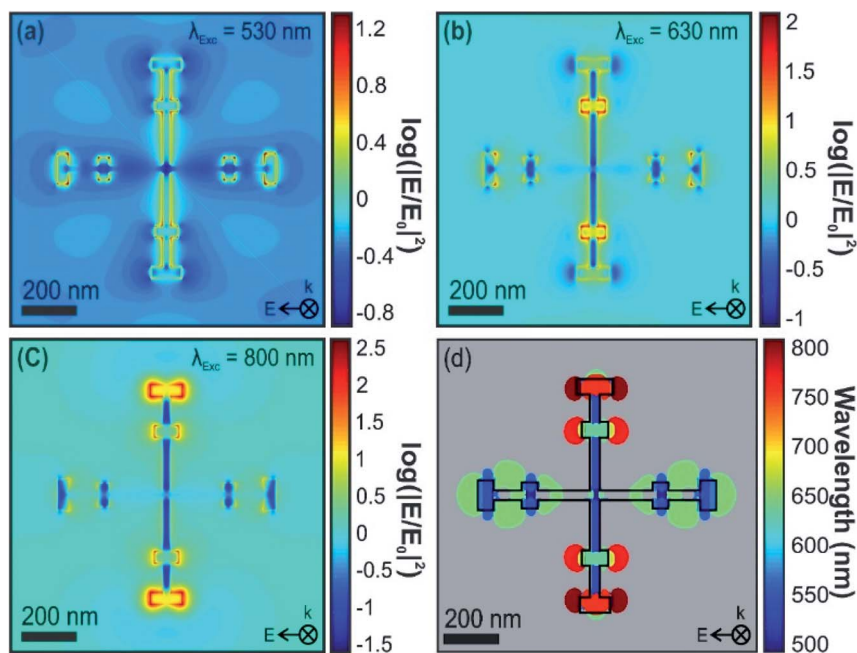 (a)
λExc = 530 nm
1.2
0.4
-0.4
-0.8
log(|E/E₀|²)
200 nm
k
E
(b)
λExc = 630 nm
2
1.5
1
0.5
0
-0.5
-1
log(|E/E₀|²)
200 nm
k
E
(C)
λExc = 800 nm
2.5
2
1.5
1
0.5
0
-0.5
-1
-1.5
log(|E/E₀|²)
200 nm
k
E
(d)
800
750
700
650
600
550
500
Wavelength (nm)
200 nm
k
E